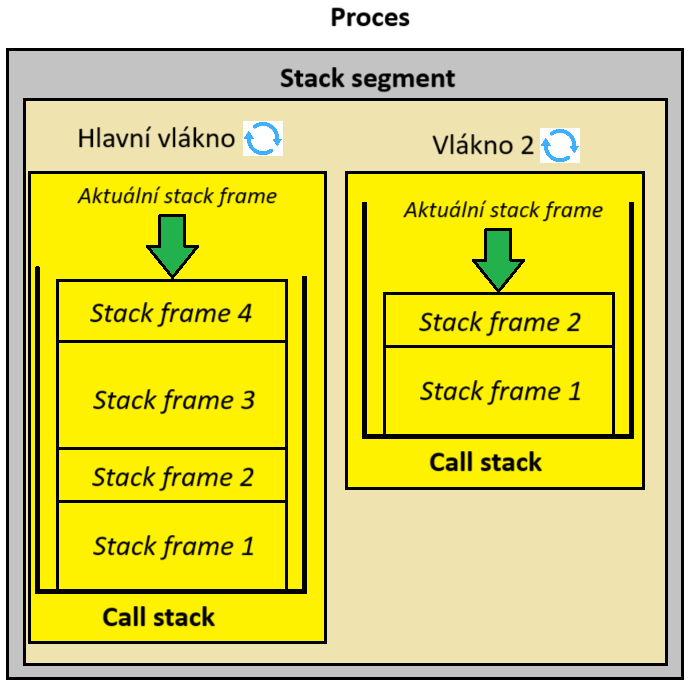 Proces
Stack segment
Hlavní vlákno
Aktuální stack frame
Stack frame 4
Stack frame 3
Stack frame 2
Stack frame 1
Call stack
Vlákno 2
Aktuální stack frame
Stack frame 2
Stack frame 1
Call stack